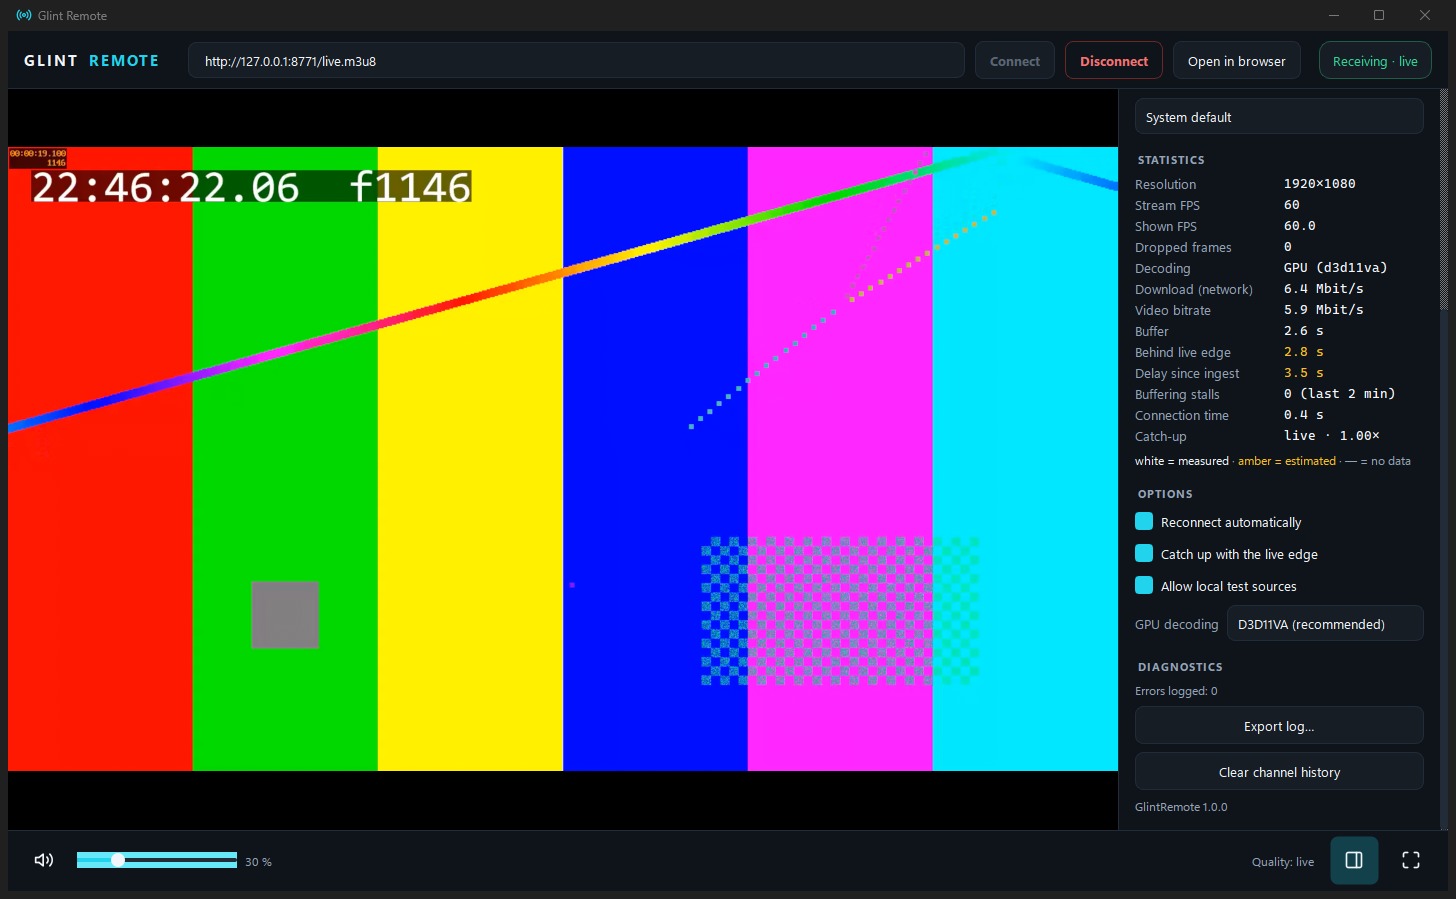 Glint Remote
GLINT REMOTE
http://127.0.0.1:8771/live.m3u8
Connect
Disconnect
Open in browser
Receiving · live
00:00:19.100
1146
22:46:22.06 f1146
System default
STATISTICS
Resolution 1920×1080
Stream FPS 60
Shown FPS 60.0
Dropped frames 0
Decoding GPU (d3d11va)
Download (network) 6.4 Mbit/s
Video bitrate 5.9 Mbit/s
Buffer 2.6 s
Behind live edge 2.8 s
Delay since ingest 3.5 s
Buffering stalls 0 (last 2 min)
Connection time 0.4 s
Catch-up live · 1.00×
white = measured · amber = estimated · — = no data
OPTIONS
Reconnect automatically
Catch up with the live edge
Allow local test sources
GPU decoding D3D11VA (recommended)
DIAGNOSTICS
Errors logged: 0
Export log...
Clear channel history
GlintRemote 1.0.0
30 %
Quality: live